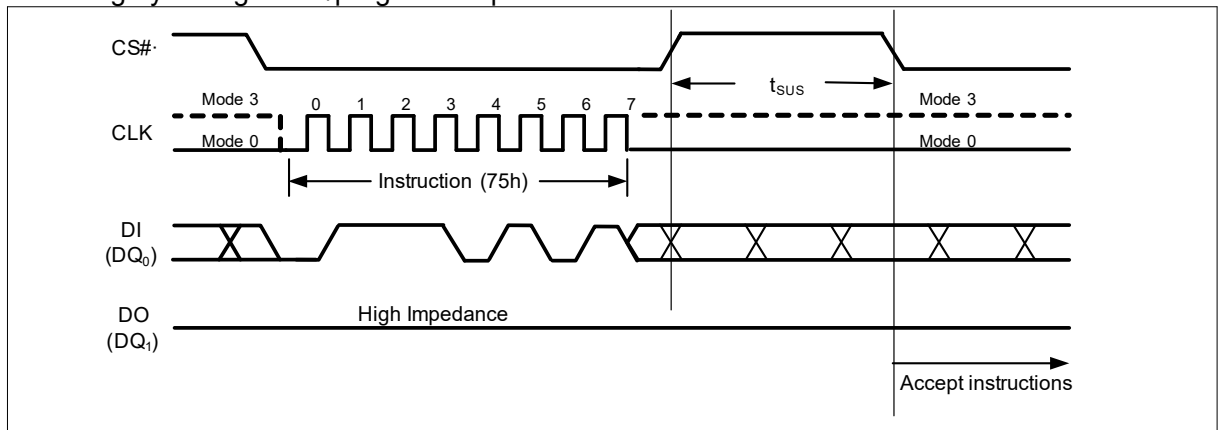 CS#·
tSUS
Mode 3
0 1 2 3 4 5 6 7
Mode 3
CLK
Mode 0
Mode 0
Instruction (75h)
DI
(DQ0)
DO
(DQ1)
High Impedance
Accept instructions